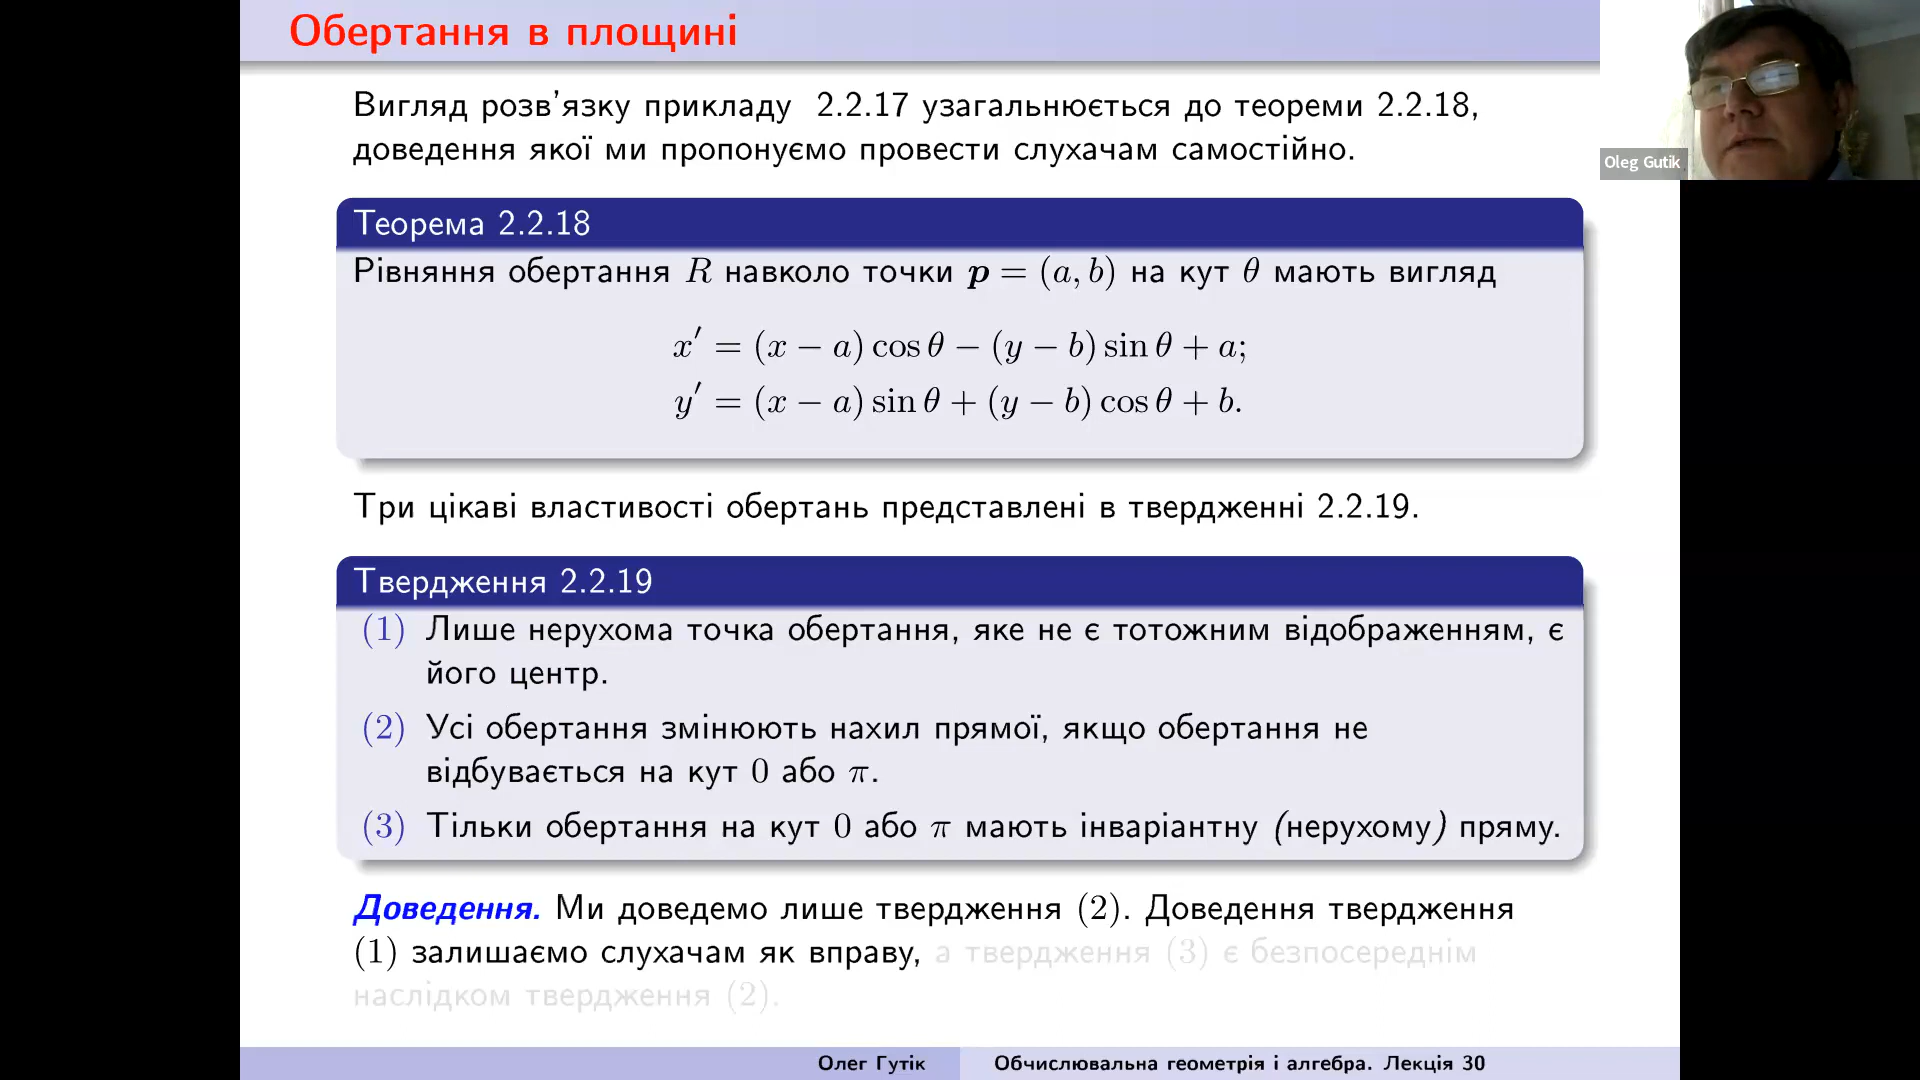 Обертання в площині
Вигляд розв'язку прикладу 2.2.17 узагальнюється до теореми 2.2.18,
доведення якої ми пропонуємо провести слухачам самостійно.
Oleg Gutik
Теорема 2.2.18
Рівняння обертання R навколо точки p = (a, b) на кут θ мають вигляд
x′ = (x − a) cos θ − (y − b) sin θ + a;
y′ = (x − a) sin θ + (y − b) cos θ + b.
Три цікаві властивості обертань представлені в твердженні 2.2.19.
Твердження 2.2.19
(1) Лише нерухома точка обертання, яке не є тотожним відображенням, є
його центр.
(2) Усі обертання змінюють нахил прямої, якщо обертання не
відбувається на кут 0 або π.
(3) Тільки обертання на кут 0 або π мають інваріантну (нерухому) пряму.
Доведення. Ми доведемо лише твердження (2). Доведення твердження
(1) залишаємо слухачам як вправу, а твердження (3) є безпосереднім
наслідком твердження (2).
Олег Гутік Обчислювальна геометрія і алгебра. Лекція 30